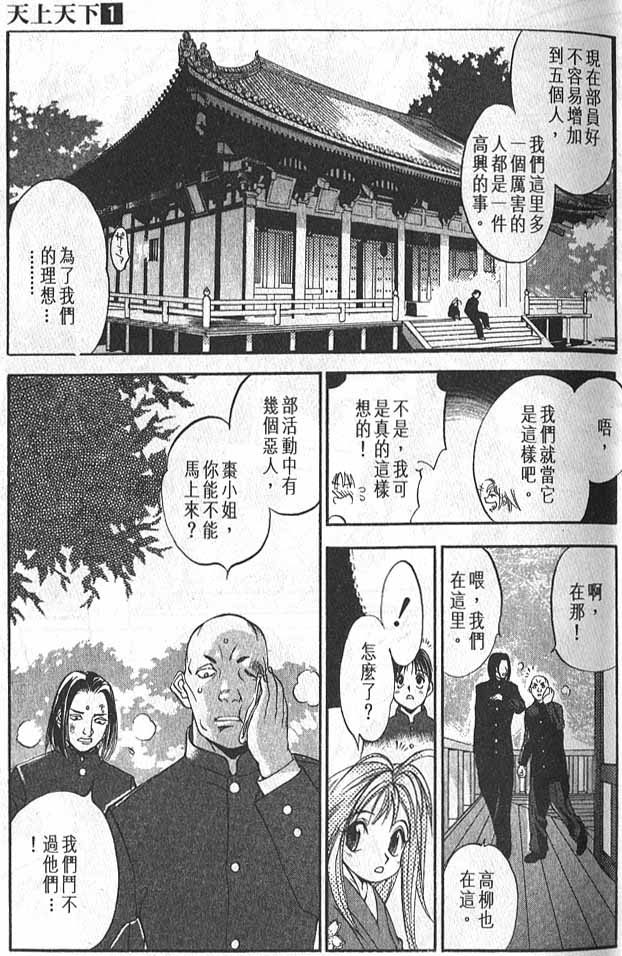 天上天下1
現在部員好
不容易增加
到五個人，
我們這里多
一個厲害的
人都是一件
高興的事。
為了我們
的理想…
………
唔，
我們就當它
是這樣吧。
不是，我可
是真的這樣
想的！
啊，
在那！
喂，我們
在這里。
高柳也
在這。
！
怎麼了？
部活動中有
幾個惡人，
棗小姐，
你能不能
馬上來？
我們鬥不
過他們…
！